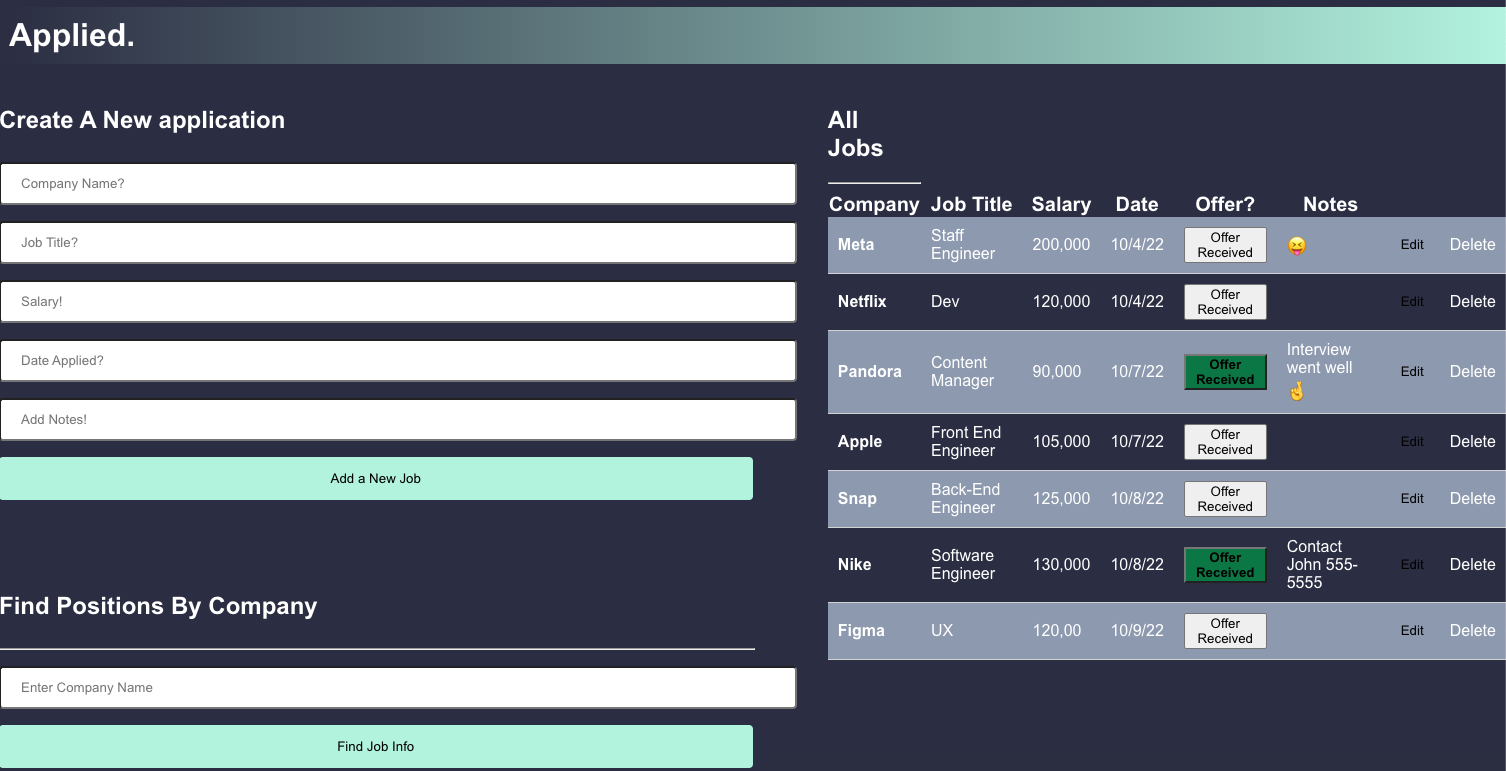 Applied.
Create A New application
Company Name?
Job Title?
Salary!
Date Applied?
Add Notes!
Add a New Job
Find Positions By Company
Enter Company Name
Find Job Info
All
Jobs
Company Job Title Salary Date Offer? Notes
Meta Staff Engineer 200,000 10/4/22 Offer Received 😝 Edit Delete
Netflix Dev 120,000 10/4/22 Offer Received Edit Delete
Pandora Content Manager 90,000 10/7/22 Offer Received Interview went well 🤞 Edit Delete
Apple Front End Engineer 105,000 10/7/22 Offer Received Edit Delete
Snap Back-End Engineer 125,000 10/8/22 Offer Received Edit Delete
Nike Software Engineer 130,000 10/8/22 Offer Received Contact John 555-5555 Edit Delete
Figma UX 120,00 10/9/22 Offer Received Edit Delete